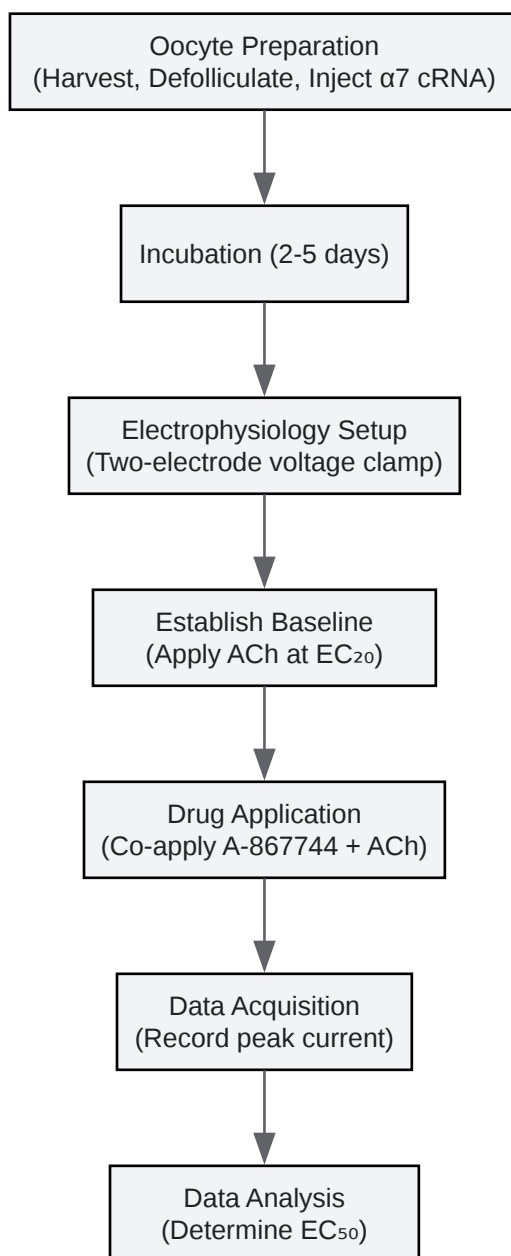 Oocyte Preparation
(Harvest, Defolliculate, Inject α7 cRNA)
Incubation (2-5 days)
Electrophysiology Setup
(Two-electrode voltage clamp)
Establish Baseline
(Apply ACh at EC₂₀)
Drug Application
(Co-apply A-867744 + ACh)
Data Acquisition
(Record peak current)
Data Analysis
(Determine EC₅₀)